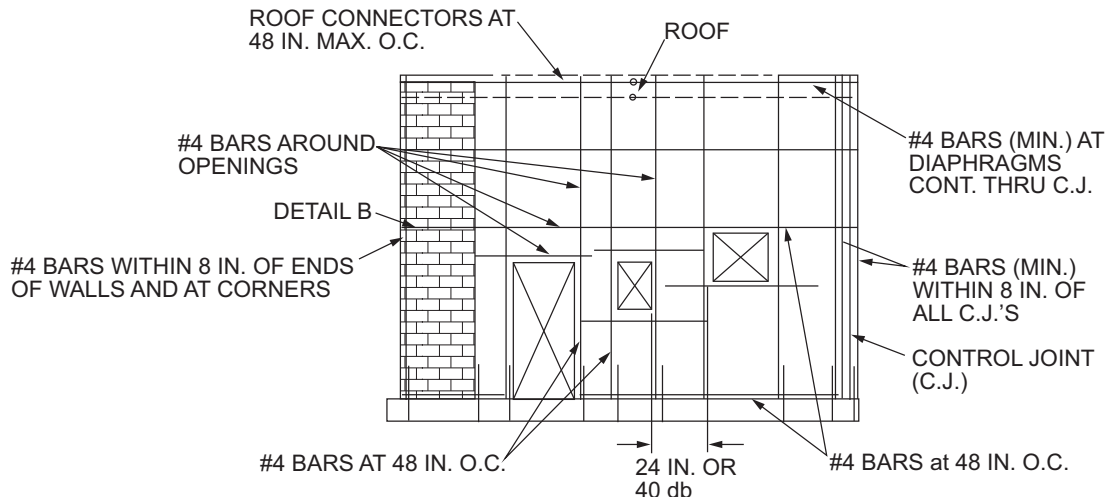 ROOF CONNECTORS AT
48 IN. MAX. O.C.
ROOF
#4 BARS AROUND
OPENINGS
#4 BARS (MIN.) AT
DIAPHRAGMS
CONT. THRU C.J.
DETAIL B
#4 BARS WITHIN 8 IN. OF ENDS
OF WALLS AND AT CORNERS
#4 BARS (MIN.)
WITHIN 8 IN. OF
ALL C.J.'S
CONTROL JOINT
(C.J.)
#4 BARS AT 48 IN. O.C.
24 IN. OR
40 db
#4 BARS at 48 IN. O.C.